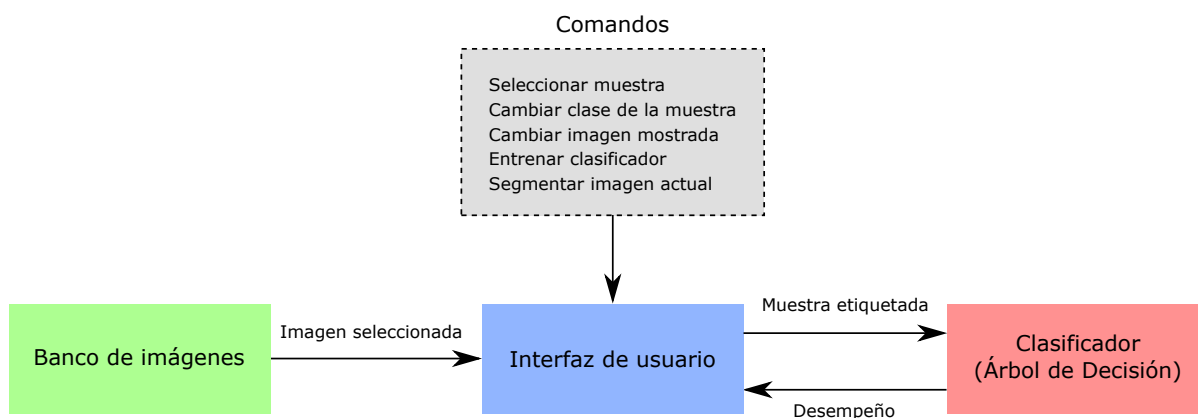 Comandos
Seleccionar muestra
Cambiar clase de la muestra
Cambiar imagen mostrada
Entrenar clasificador
Segmentar imagen actual
Banco de imágenes
Imagen seleccionada
Interfaz de usuario
Muestra etiquetada
Desempeño
Clasificador
(Árbol de Decisión)